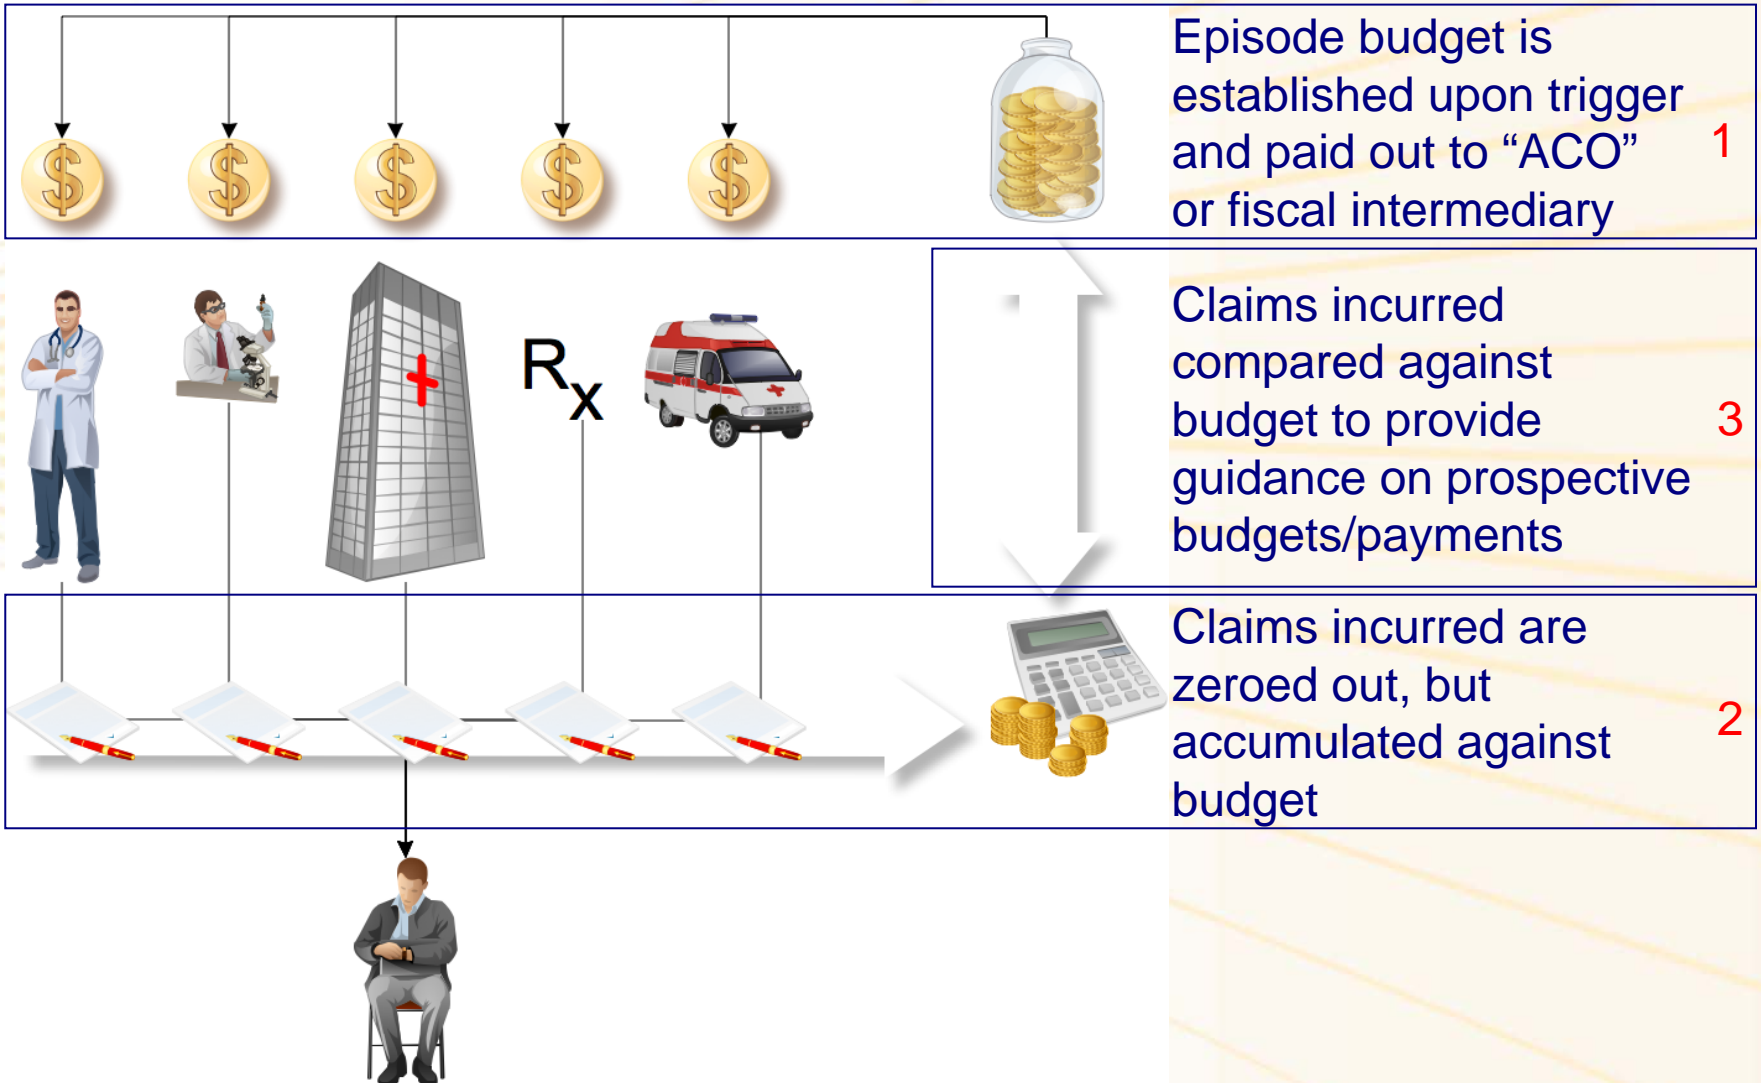 Episode budget is
established upon trigger
and paid out to “ACO”
or fiscal intermediary
1
Rx
Claims incurred
compared against
budget to provide
guidance on prospective
budgets/payments
3
Claims incurred are
zeroed out, but
accumulated against
budget
2